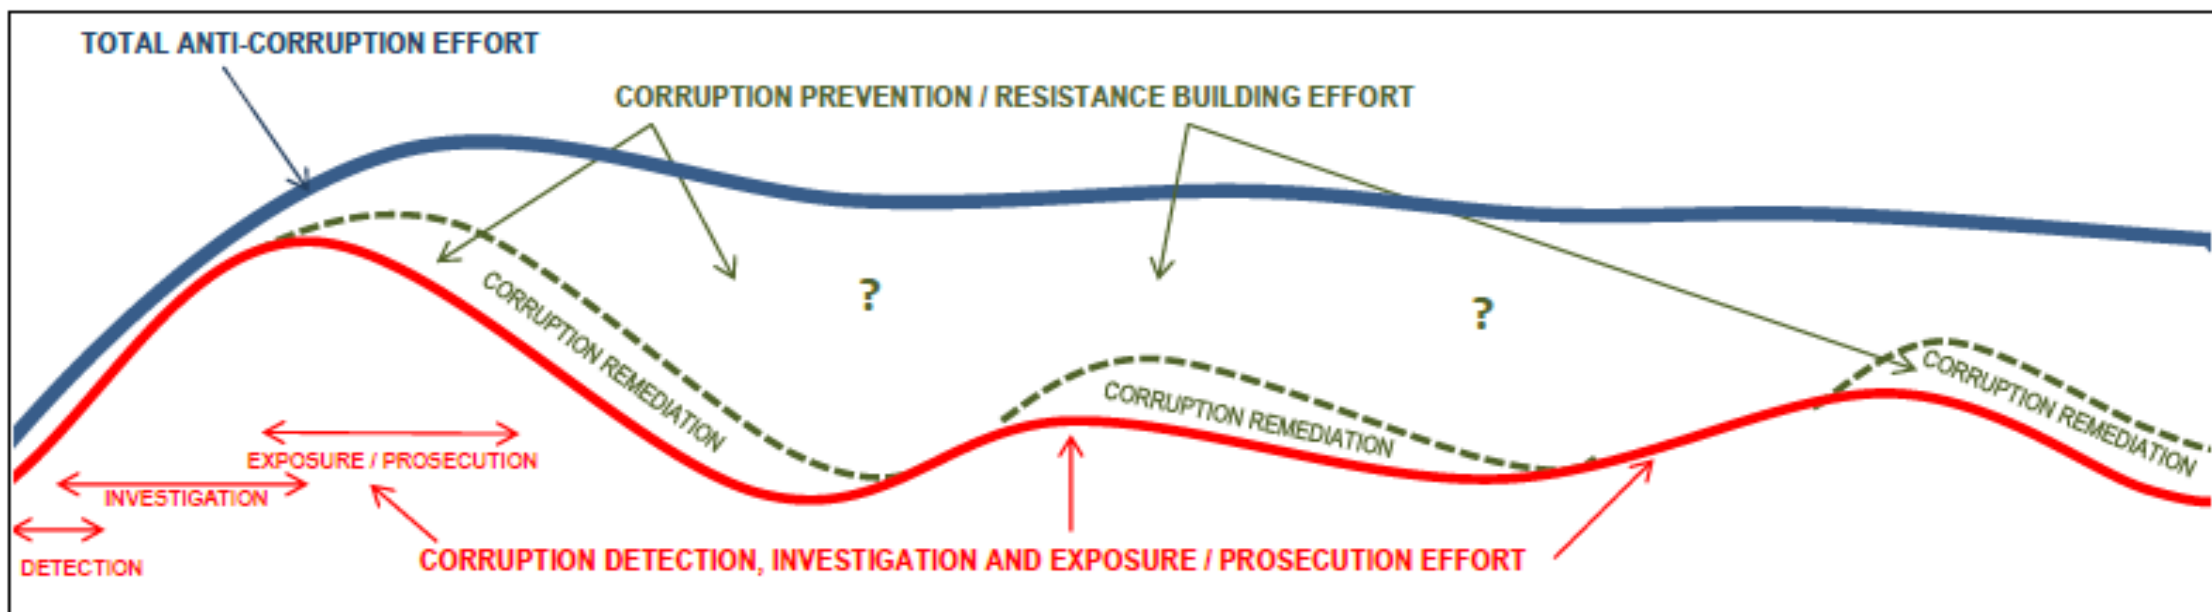 TOTAL ANTI-CORRUPTION EFFORT
CORRUPTION PREVENTION / RESISTANCE BUILDING EFFORT
?
?
CORRUPTION REMEDIATION
CORRUPTION REMEDIATION
CORRUPTION REMEDIATION
EXPOSURE / PROSECUTION
INVESTIGATION
DETECTION
CORRUPTION DETECTION, INVESTIGATION AND EXPOSURE / PROSECUTION EFFORT